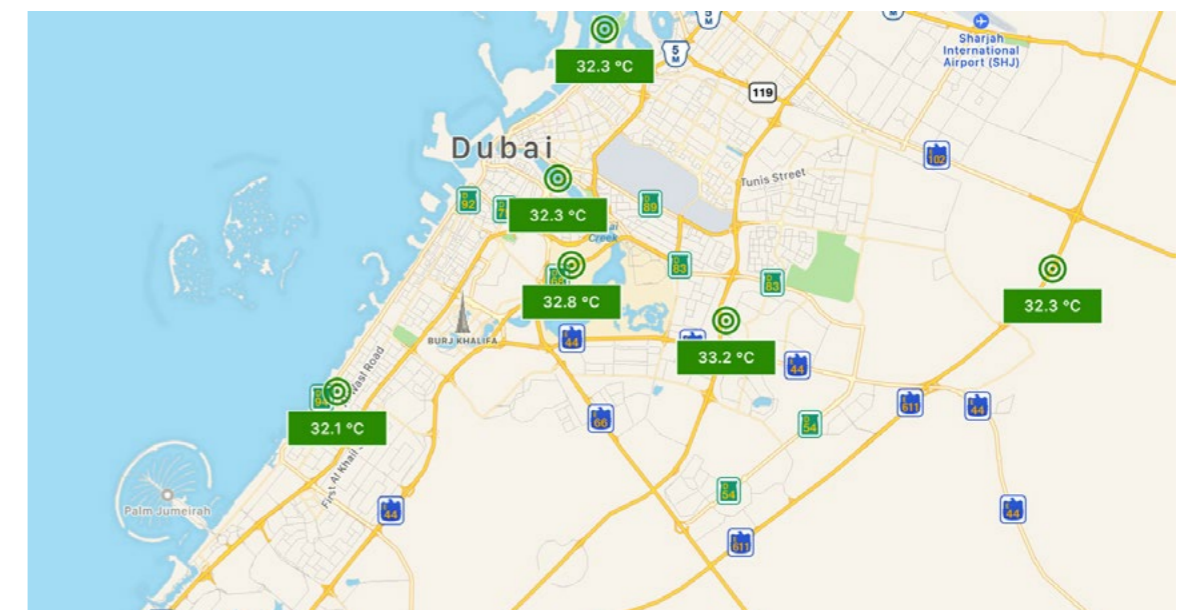 5
M
5
M
Sharjah
International
Airport (SHJ)
32.3 °C
119
Dubai
E
102
Tunis Street
D
92
D
D
89
32.3 °C
Creek
D
83
D
83
32.8 °C
32.3 °C
BURJ KHALIFA
44
33.2 °C
44
Al Wasl Road
D
94
611
44
32.1 °C
66
D
54
First Al Khail
Palm Jumeirah
D
54
44
44
611